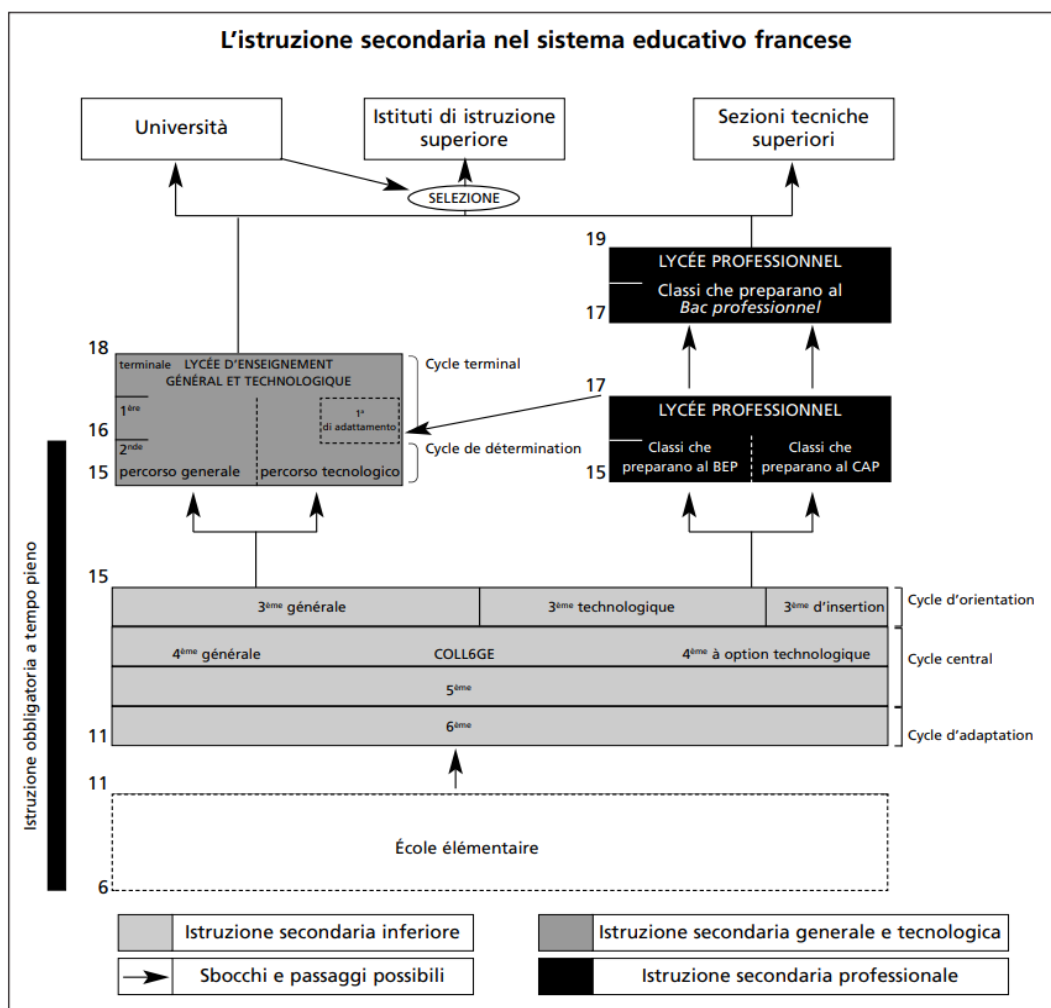 L'istruzione secondaria nel sistema educativo francese
Università
Istituti di istruzione
superiore
Sezioni tecniche
superiori
SELEZIONE
19
LYCÉE PROFESSIONNEL
Classi che preparano al
Bac professionnel
17
18
terminale LYCÉE D'ENSEIGNEMENT
GÉNÉRAL ET TECHNOLOGIQUE
Cycle terminal
1ère
1a
di adattamento
16
2nde
Cycle de détermination
15
percorso generale
percorso tecnologico
17
LYCÉE PROFESSIONNEL
Classi che
preparano al BEP
Classi che
preparano al CAP
15
Istruzione obbligatoria a tempo pieno
15
3ème générale
3ème technologique
3ème d'insertion
Cycle d'orientation
4ème générale
COLL6GE
4ème à option technologique
Cycle central
5ème
6ème
11
Cycle d'adaptation
11
École élémentaire
6
Istruzione secondaria inferiore
Istruzione secondaria generale e tecnologica
Sbocchi e passaggi possibili
Istruzione secondaria professionale